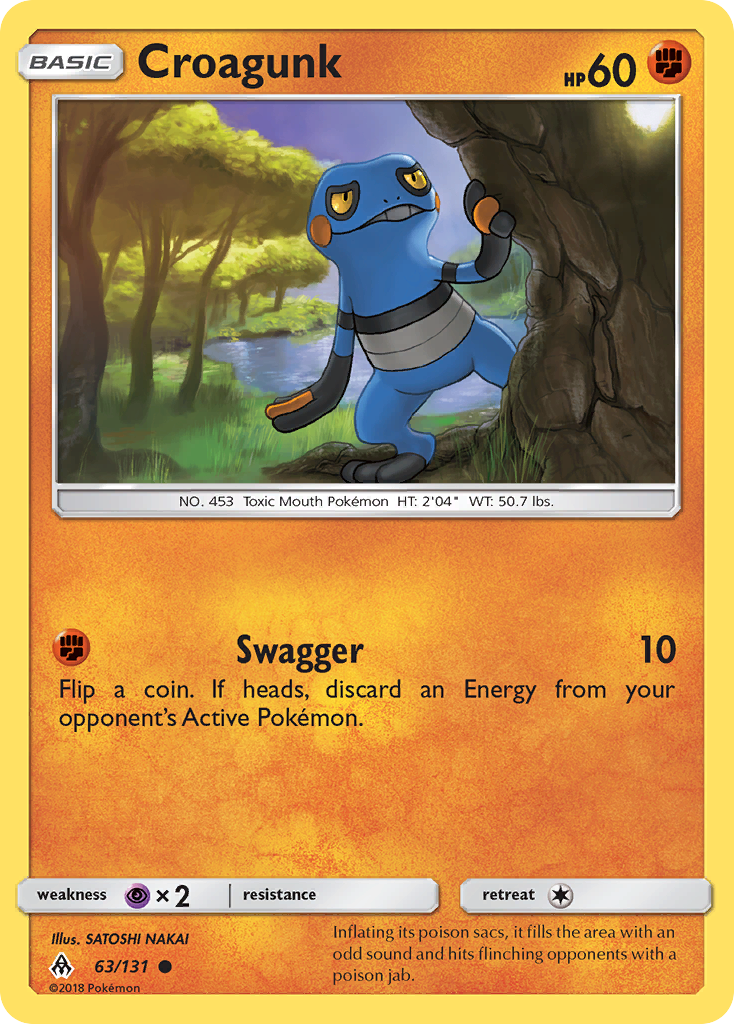 BASIC Croagunk HP60
NO. 453 Toxic Mouth Pokémon HT: 2'04" WT: 50.7 lbs.
Swagger 10
Flip a coin. If heads, discard an Energy from your
opponent's Active Pokémon.
weakness ×2 resistance retreat
Illus. SATOSHI NAKAI
63/131
©2018 Pokémon
Inflating its poison sacs, it fills the area with an
odd sound and hits flinching opponents with a
poison jab.